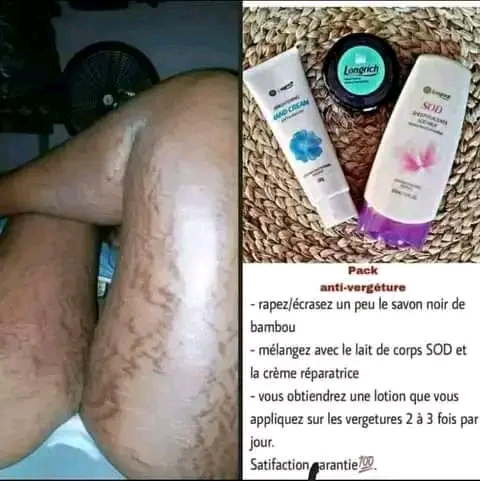 Longrich
HAND CREAM
SOD
Pack
anti-vergéture
- rapez/écrasez un peu le savon noir de
bambou
- mélangez avec le lait de corps SOD et
la crème réparatrice
- vous obtiendrez une lotion que vous
appliquez sur les vergetures 2 à 3 fois par
jour.
Satifaction garantie💯.